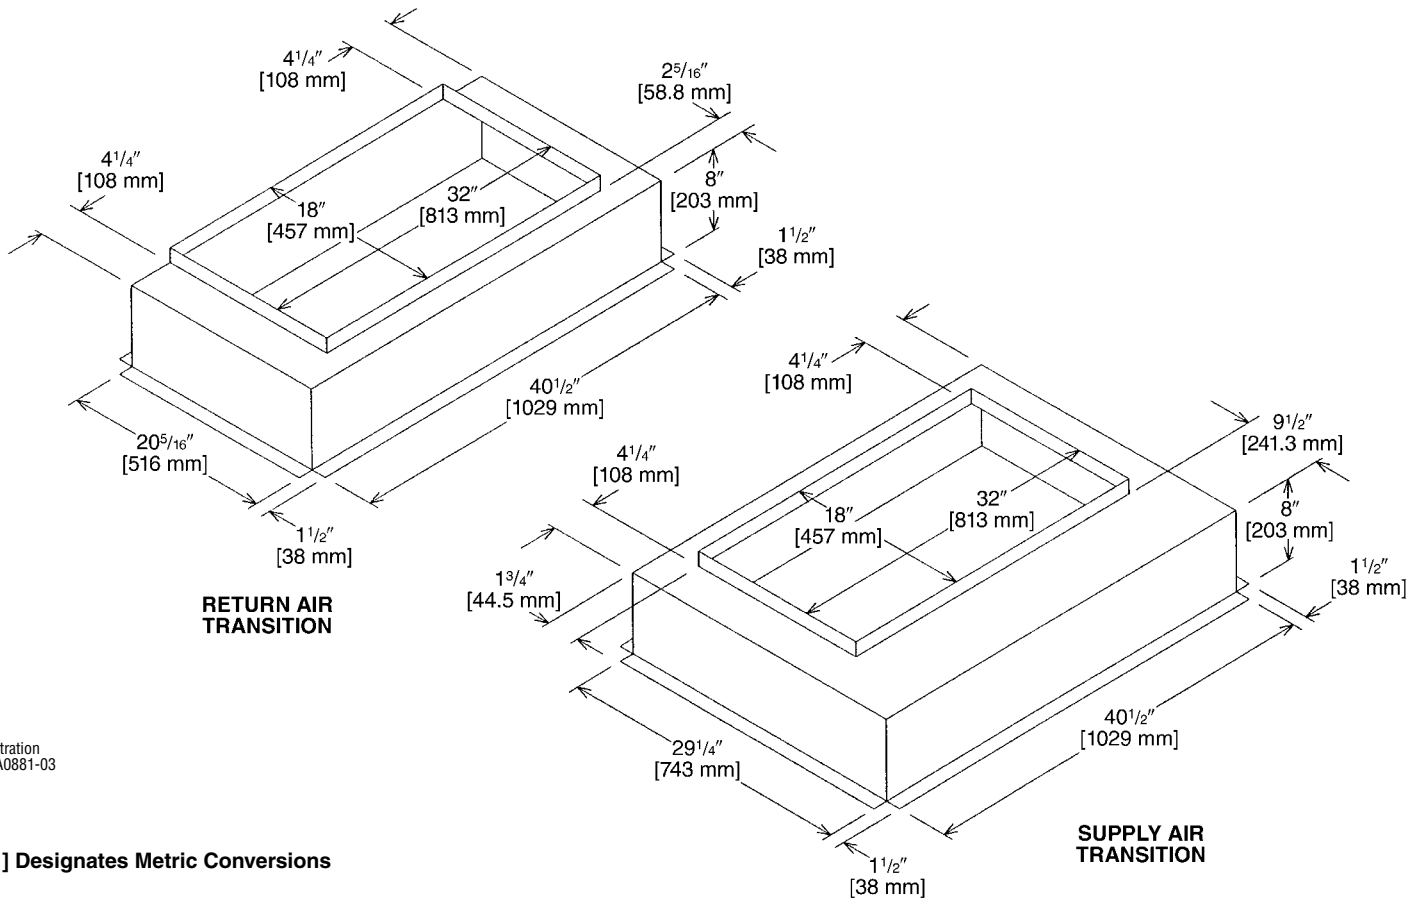 4 1/4″
[108 mm]
2 5/16″
[58.8 mm]
4 1/4″
[108 mm]
18″
[457 mm]
32″
[813 mm]
8″
[203 mm]
1 1/2″
[38 mm]
40 1/2″
[1029 mm]
20 5/16″
[516 mm]
1 1/2″
[38 mm]
RETURN AIR
TRANSITION
4 1/4″
[108 mm]
9 1/2″
[241.3 mm]
4 1/4″
[108 mm]
18″
[457 mm]
32″
[813 mm]
8″
[203 mm]
1 3/4″
[44.5 mm]
1 1/2″
[38 mm]
40 1/2″
[1029 mm]
29 1/4″
[743 mm]
1 1/2″
[38 mm]
SUPPLY AIR
TRANSITION
tration
A0881-03
] Designates Metric Conversions